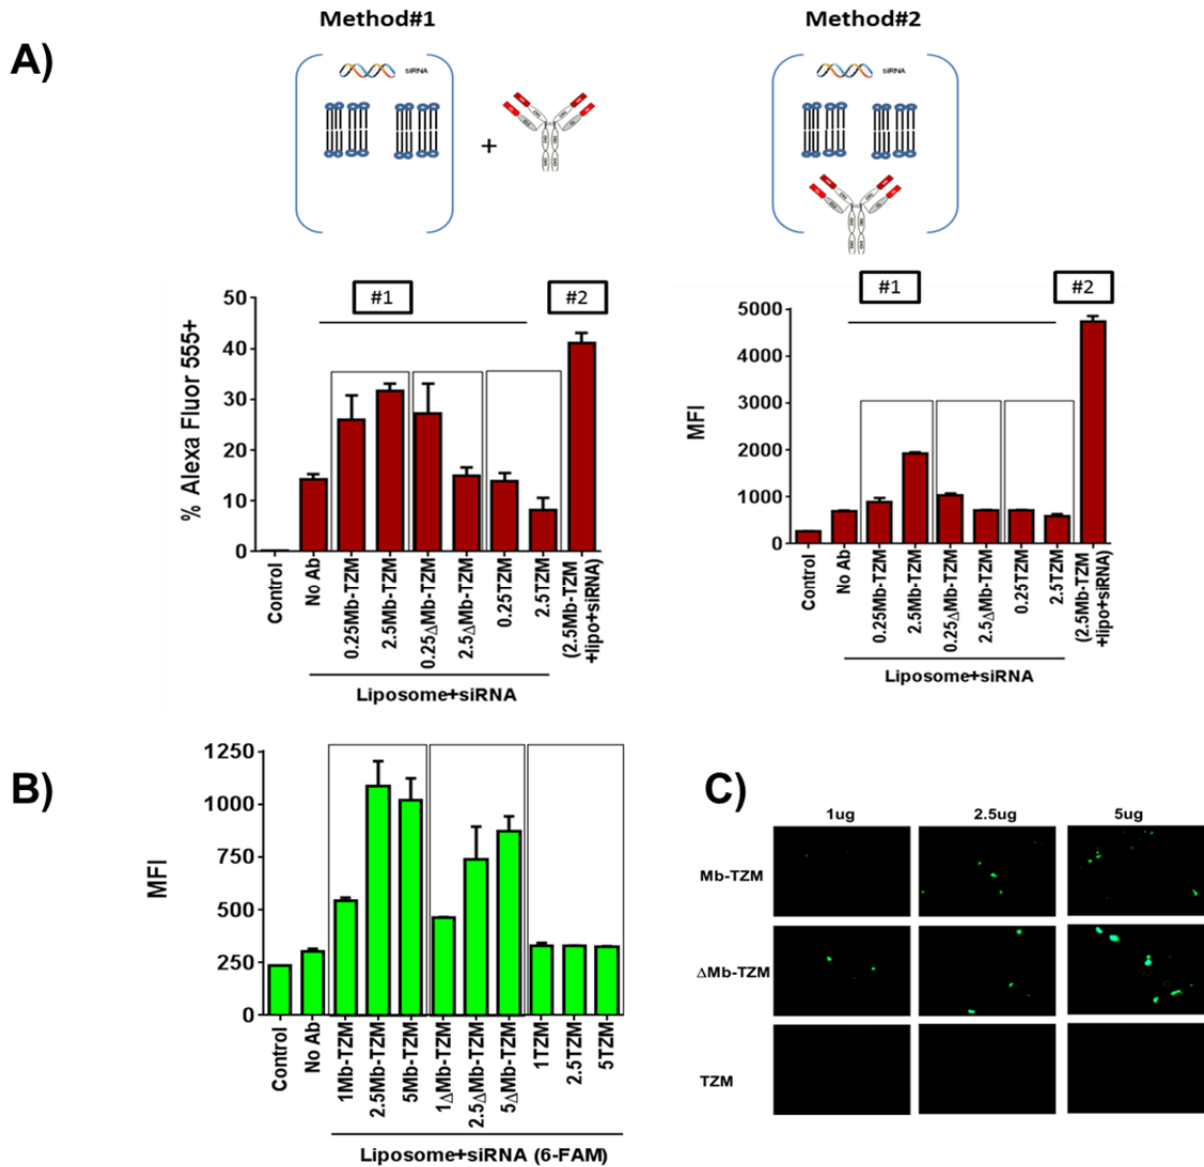 Method#1
Method#2
A)
siRNA
+
siRNA
#1
#2
% Alexa Fluor 555+
50
40
30
20
10
0
Control
No Ab
0.25Mb-TZM
2.5Mb-TZM
0.25ΔMb-TZM
2.5ΔMb-TZM
0.25TZM
2.5TZM
(2.5Mb-TZM
+lipo+siRNA)
Liposome+siRNA
#1
#2
MFI
5000
4000
3000
2000
1000
0
Control
No Ab
0.25Mb-TZM
2.5Mb-TZM
0.25ΔMb-TZM
2.5ΔMb-TZM
0.25TZM
2.5TZM
(2.5Mb-TZM
+lipo+siRNA)
Liposome+siRNA
B)
MFI
1250
1000
750
500
250
0
Control
No Ab
1Mb-TZM
2.5Mb-TZM
5Mb-TZM
1ΔMb-TZM
2.5ΔMb-TZM
5ΔMb-TZM
1TZM
2.5TZM
5TZM
Liposome+siRNA (6-FAM)
C)
1ug
2.5ug
5ug
Mb-TZM
ΔMb-TZM
TZM